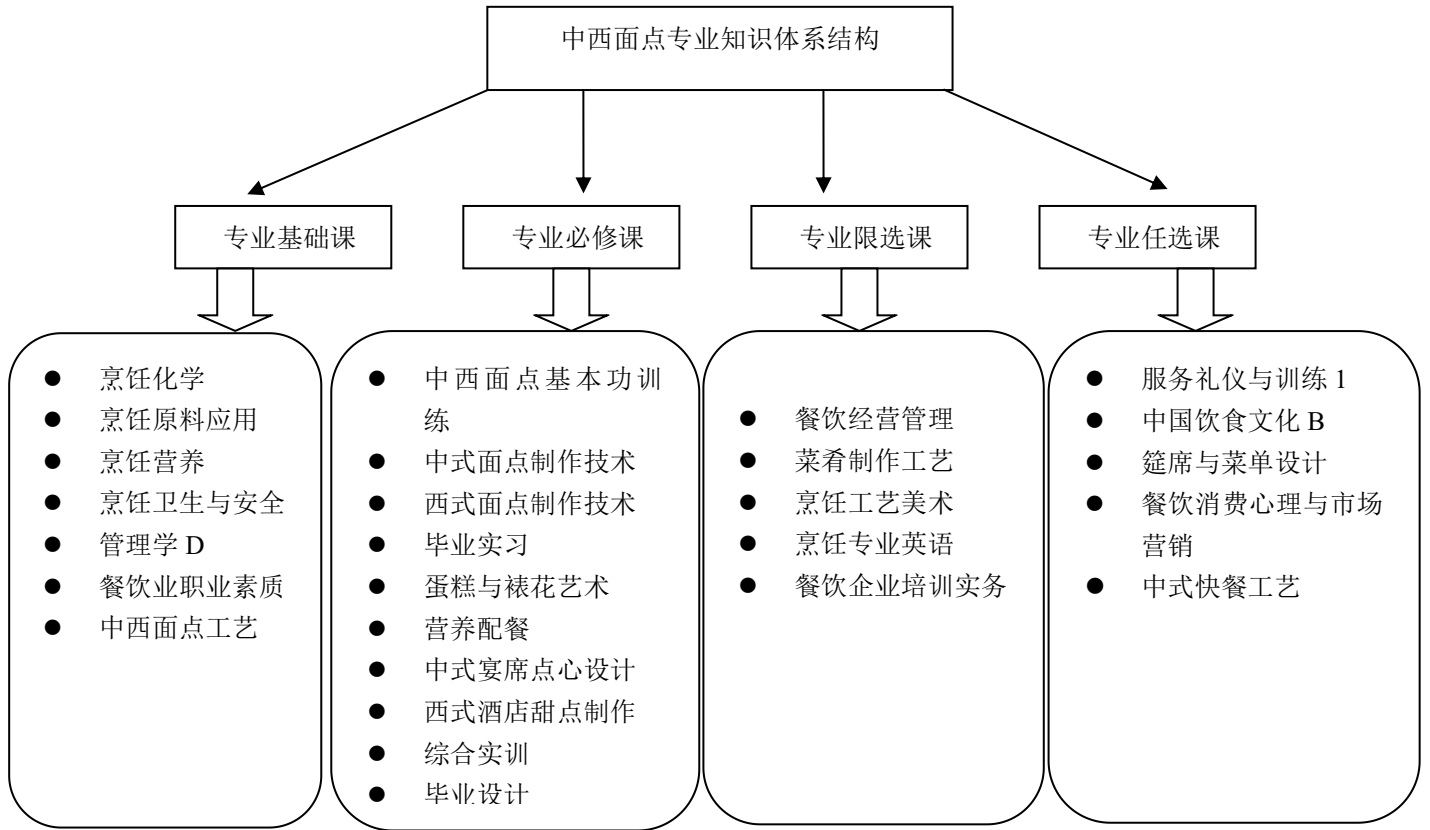 中西面点专业知识体系结构
专业基础课
专业必修课
专业限选课
专业任选课
● 烹饪化学
● 烹饪原料应用
● 烹饪营养
● 烹饪卫生与安全
● 管理学 D
● 餐饮业职业素质
● 中西面点工艺
● 中西面点基本功训
练
● 中式面点制作技术
● 西式面点制作技术
● 毕业实习
● 蛋糕与裱花艺术
● 营养配餐
● 中式宴席点心设计
● 西式酒店甜点制作
● 综合实训
● 毕业设计
● 餐饮经营管理
● 菜肴制作工艺
● 烹饪工艺美术
● 烹饪专业英语
● 餐饮企业培训实务
● 服务礼仪与训练 1
● 中国饮食文化 B
● 筵席与菜单设计
● 餐饮消费心理与市场
营销
● 中式快餐工艺